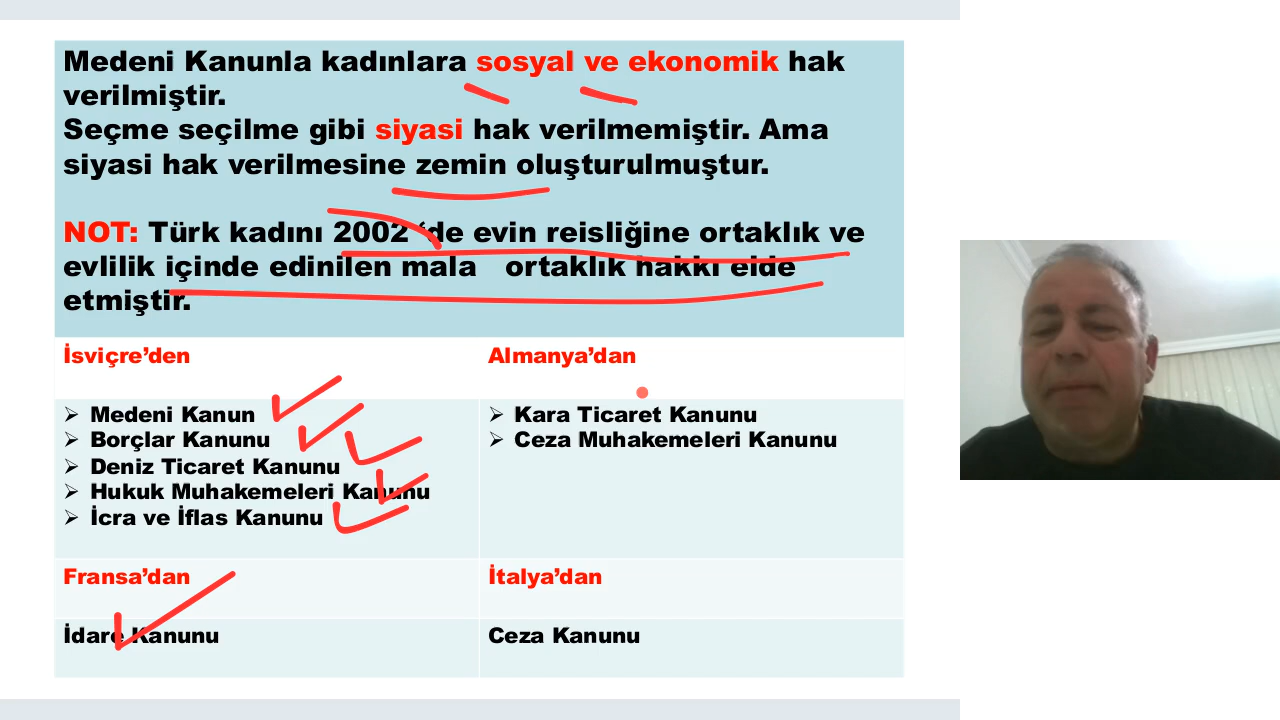 Medeni Kanunla kadınlara sosyal ve ekonomik hak
verilmiştir.
Seçme seçilme gibi siyasi hak verilmemiştir. Ama
siyasi hak verilmesine zemin oluşturulmuştur.
NOT: Türk kadını 2002 'de evin reisliğine ortaklık ve
evlilik içinde edinilen mala ortaklık hakkı elde
etmiştir.
İsviçre’den
Almanya’dan
➢ Medeni Kanun
➢ Borçlar Kanunu
➢ Deniz Ticaret Kanunu
➢ Hukuk Muhakemeleri Kanunu
➢ İcra ve İflas Kanunu
➢ Kara Ticaret Kanunu
➢ Ceza Muhakemeleri Kanunu
Fransa’dan
İtalya’dan
İdare Kanunu
Ceza Kanunu